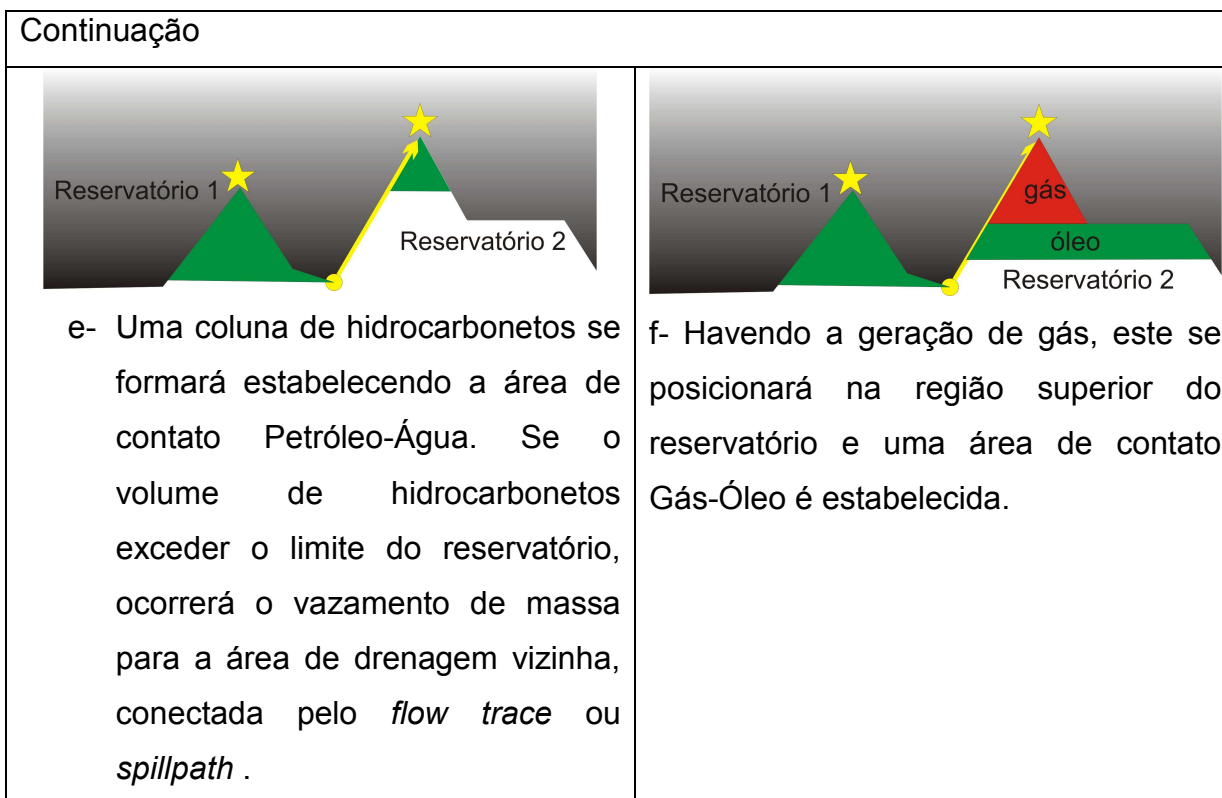 Continuação
Reservatório 1
Reservatório 2
e- Uma coluna de hidrocarbonetos se
formará estabelecendo a área de
contato Petróleo-Água. Se o
volume de hidrocarbonetos
exceder o limite do reservatório,
ocorrerá o vazamento de massa
para a área de drenagem vizinha,
conectada pelo flow trace ou
spillpath .
Reservatório 1
gás
óleo
Reservatório 2
f- Havendo a geração de gás, este se
posicionará na região superior do
reservatório e uma área de contato
Gás-Óleo é estabelecida.